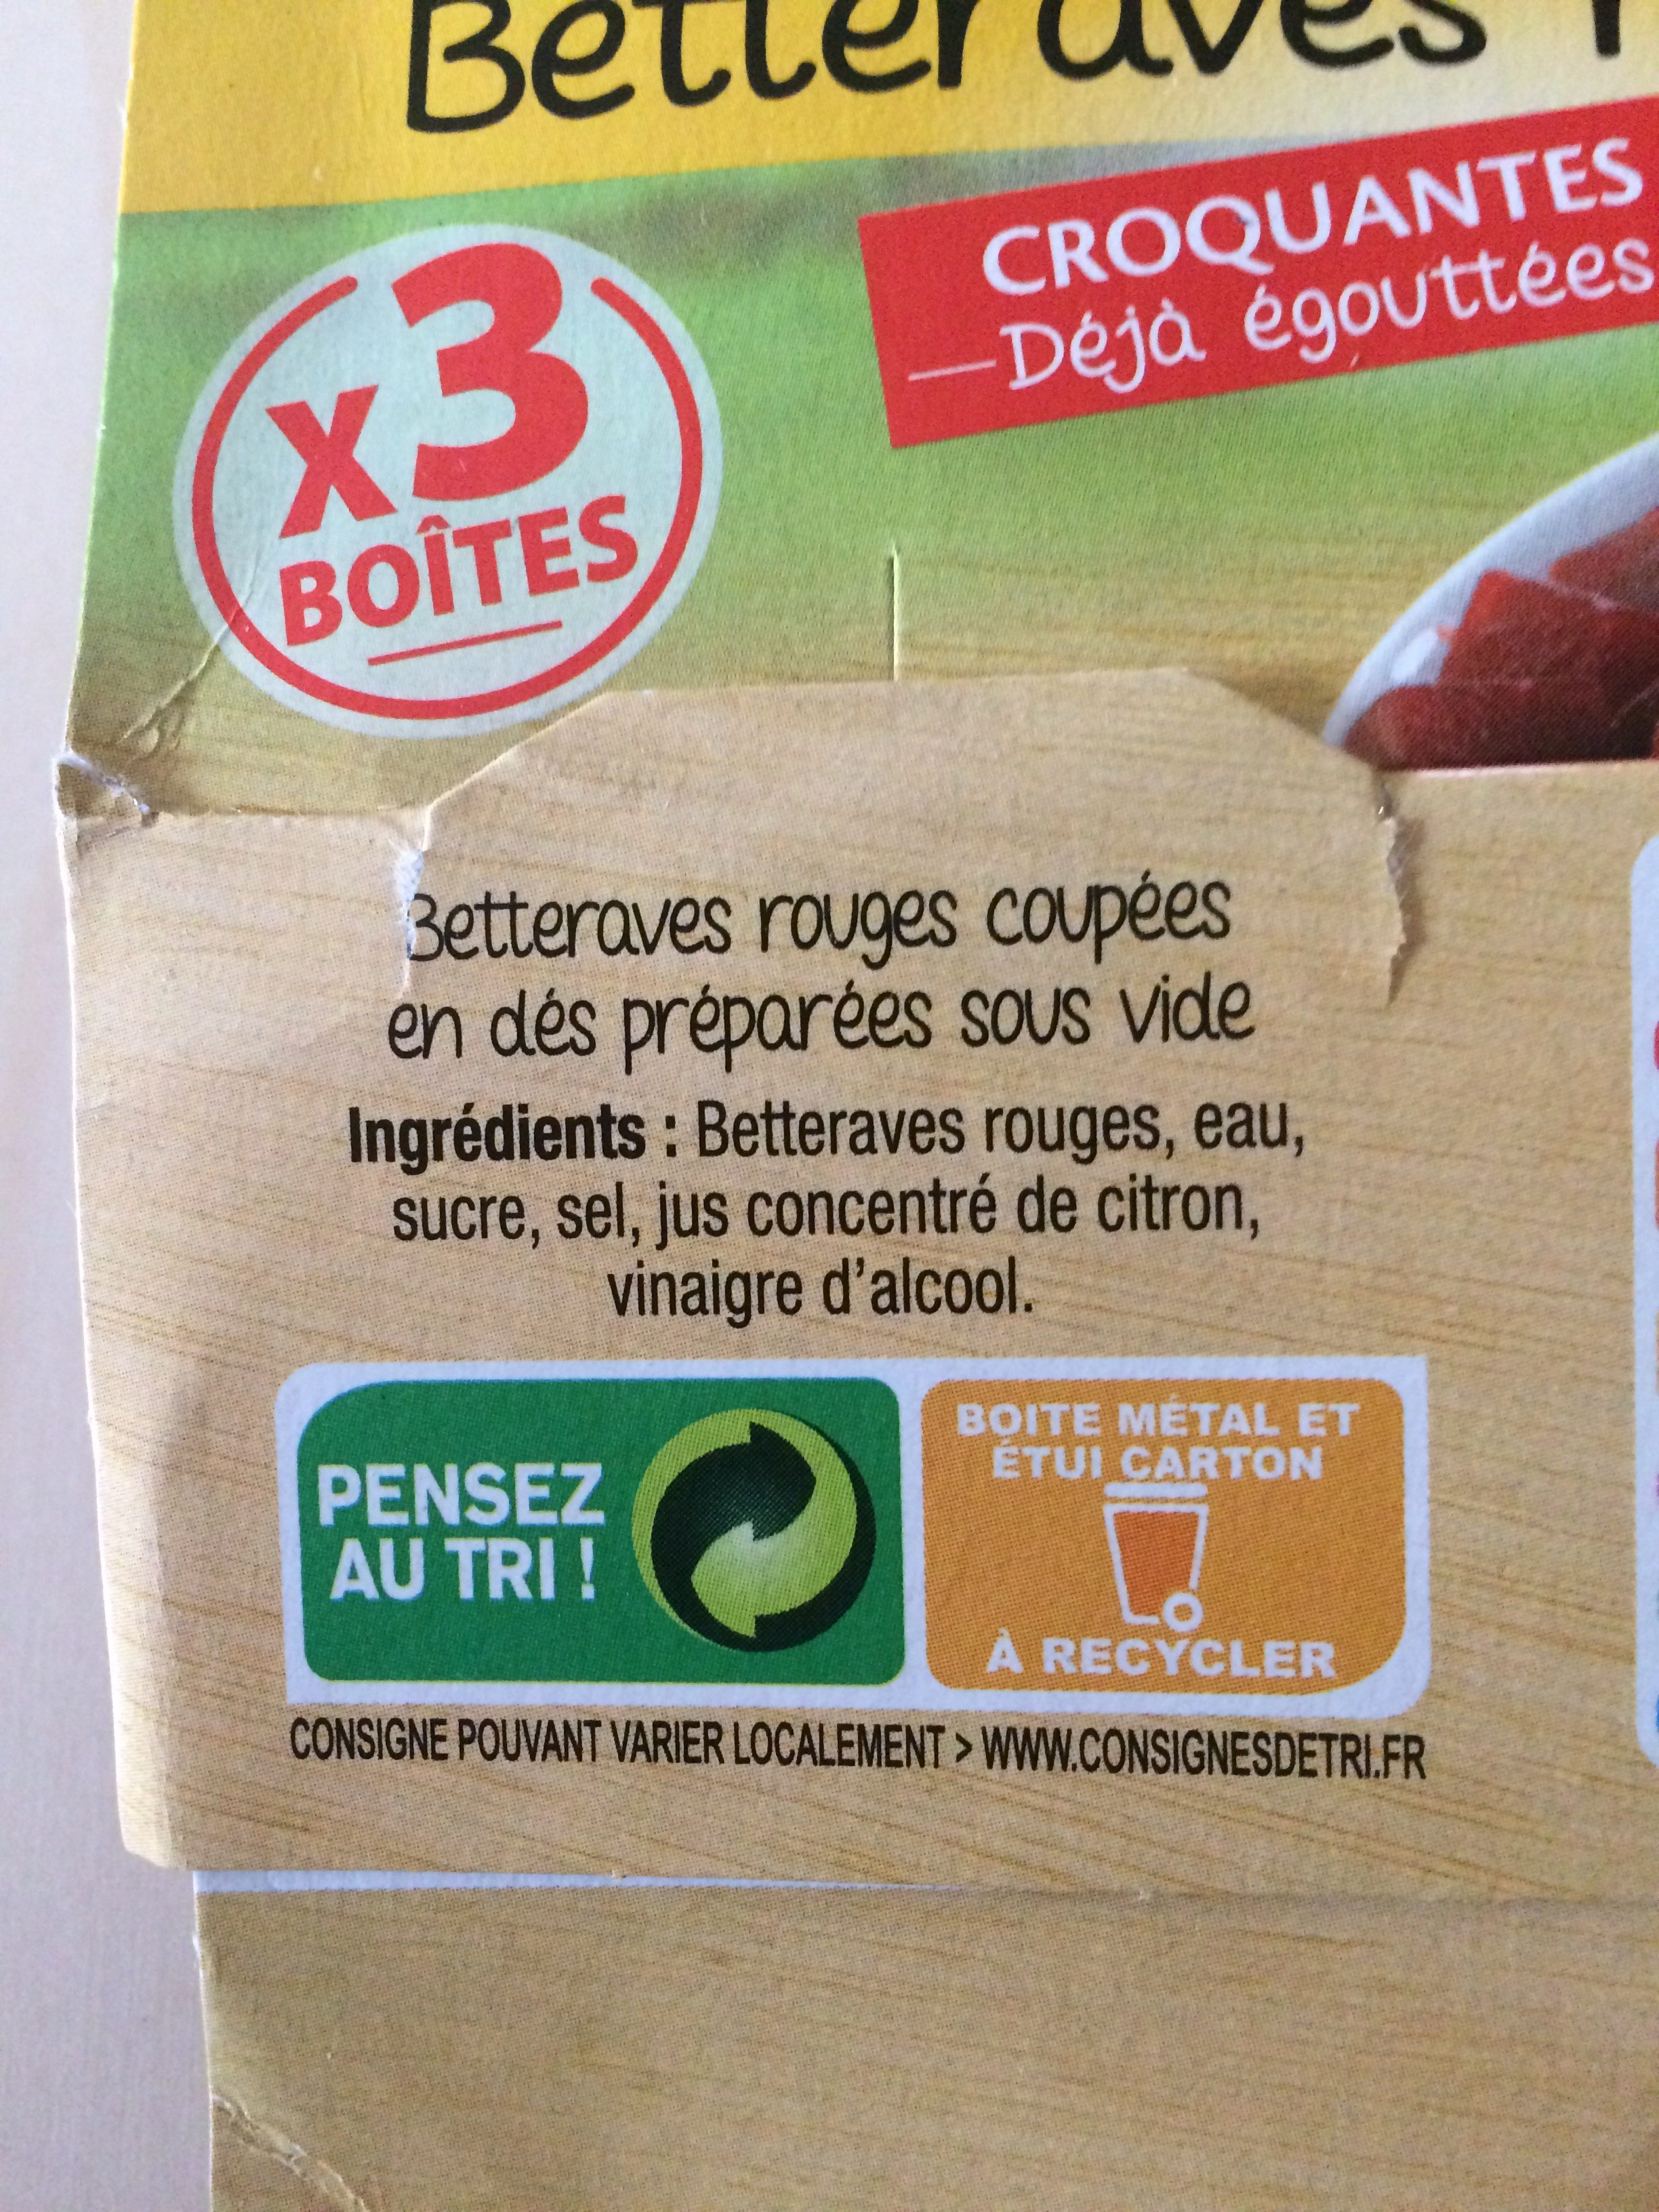 Betteraves
CROQUANTES
Déjà égouttées
x3
BOÎTES
Betteraves rouges coupées
en dés préparées sous vide
Ingrédients : Betteraves rouges, eau,
sucre, sel, jus concentré de citron,
vinaigre d'alcool.
PENSEZ
AU TRI !
BOITE MÉTAL ET
ÉTUI CARTON
À RECYCLER
CONSIGNE POUVANT VARIER LOCALEMENT > WWW.CONSIGNESDETRI.FR